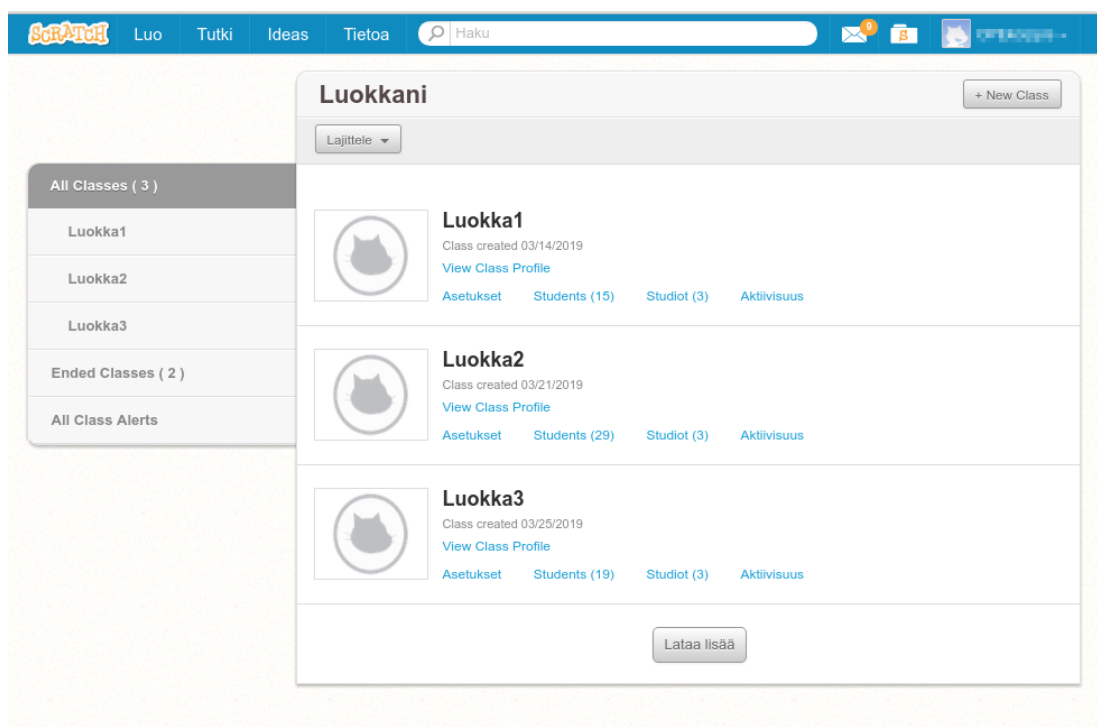 SCRATCH Luo Tutki Ideas Tietoa Haku 9 S
Luokkani
+ New Class
Lajittele
All Classes ( 3 )
Luokka1
Luokka2
Luokka3
Ended Classes ( 2 )
All Class Alerts
Luokka1
Class created 03/14/2019
View Class Profile
Asetukset Students (15) Studiot (3) Aktiivisuus
Luokka2
Class created 03/21/2019
View Class Profile
Asetukset Students (29) Studiot (3) Aktiivisuus
Luokka3
Class created 03/25/2019
View Class Profile
Asetukset Students (19) Studiot (3) Aktiivisuus
Lataa lisää